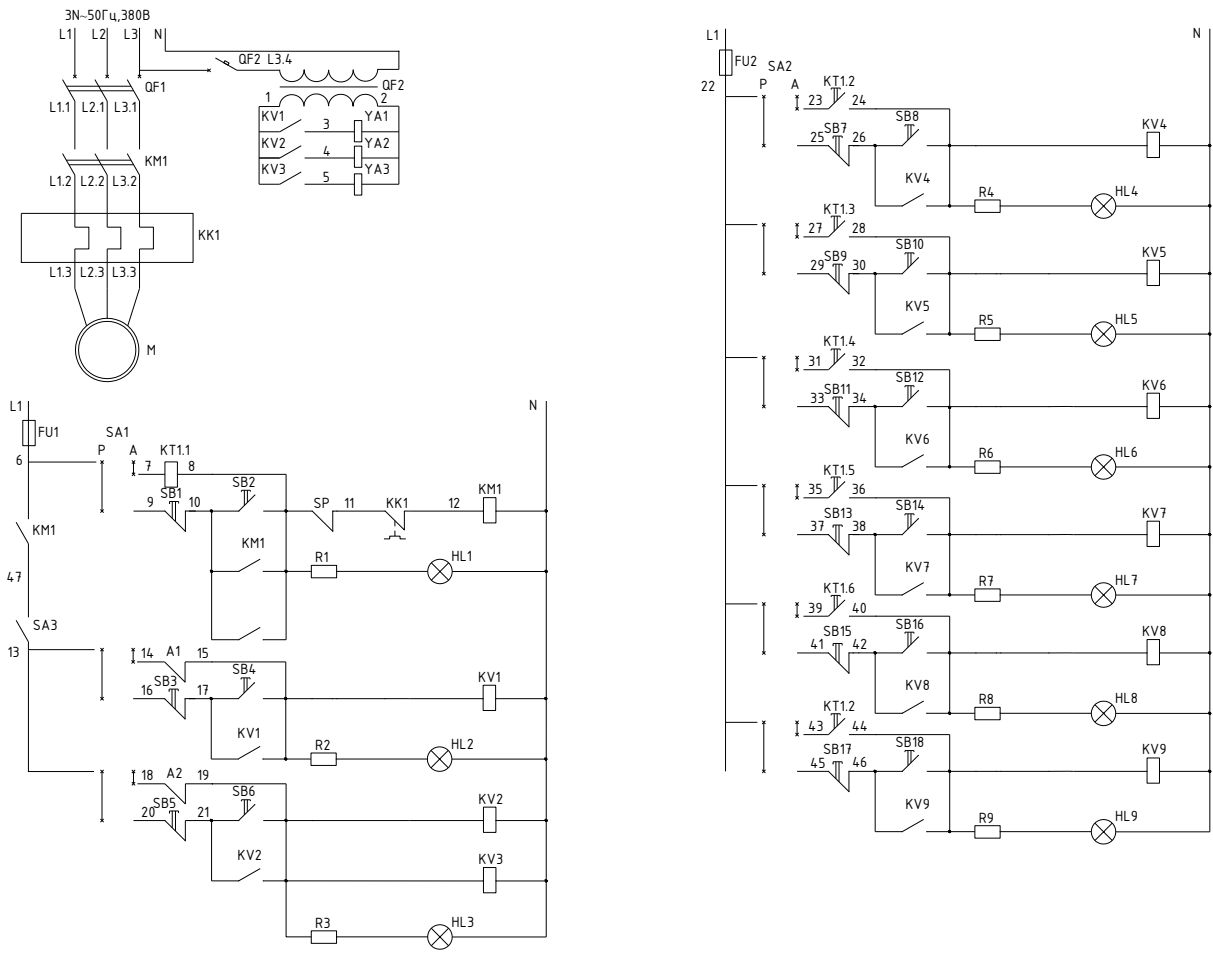 3N~50Гц,380В
L1 L2 L3 N
QF2 L3.4
QF1 QF2
L1.1 L2.1 L3.1 1 2
KV1 3 YA1
KV2 4 YA2
KV3 5 YA3
KM1
L1.2 L2.2 L3.2
KK1
L1.3 L2.3 L3.3
M
L1 N
FU1 SA1
6 P A 7 KT1.1 8
SB1 SB2
9 10 SP 11 KK1 12 KM1
KM1 KM1
R1 HL1
47
SA3
13 14 A1 15
SB3 SB4
16 17 KV1
KV1
R2 HL2
18 A2 19
SB5 SB6
20 21 KV2
KV2 KV3
R3 HL3
L1 N
FU2 SA2
22 P A KT1.2
23 24
SB7 SB8
25 26 KV4
KV4
R4 HL4
KT1.3
27 28
SB9 SB10
29 30 KV5
KV5
R5 HL5
KT1.4
31 32
SB11 SB12
33 34 KV6
KV6
R6 HL6
KT1.5
35 36
SB13 SB14
37 38 KV7
KV7
R7 HL7
KT1.6
39 40
SB15 SB16
41 42 KV8
KV8
R8 HL8
KT1.2
43 44
SB17 SB18
45 46 KV9
KV9
R9 HL9